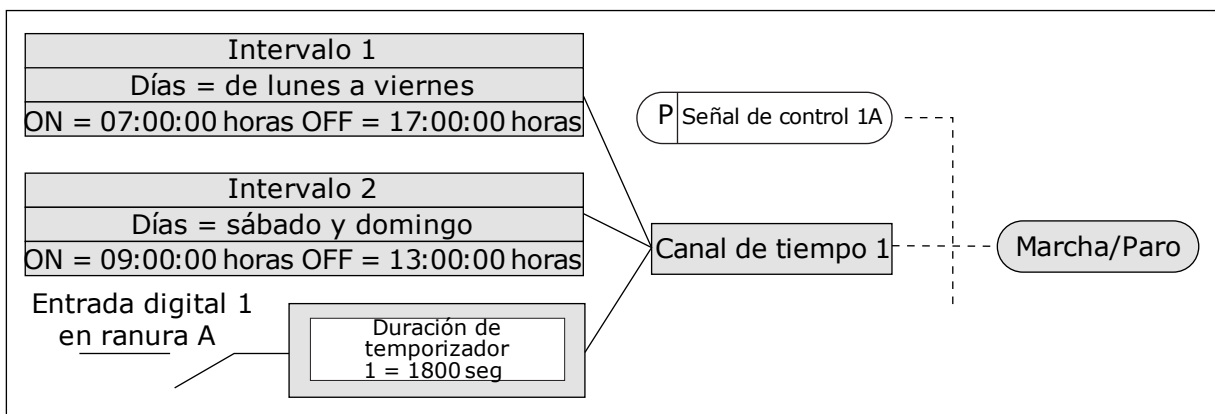 Intervalo 1
Días = de lunes a viernes
ON = 07:00:00 horas OFF = 17:00:00 horas
P Señal de control 1A
Intervalo 2
Días = sábado y domingo
ON = 09:00:00 horas OFF = 13:00:00 horas
Canal de tiempo 1
Marcha/Paro
Entrada digital 1
en ranura A
Duración de
temporizador
1 = 1800 seg